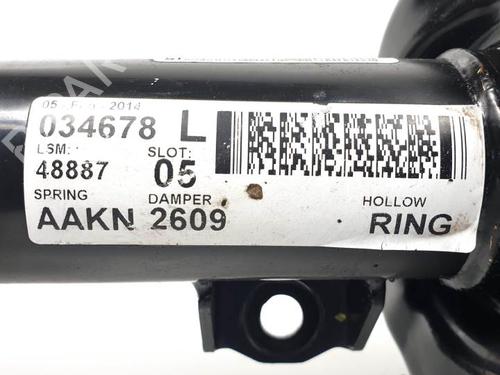 05 - Feb - 2014
034678 L
LSM: SLOT:
48887 05
SPRING DAMPER HOLLOW
AAKN 2609 RING